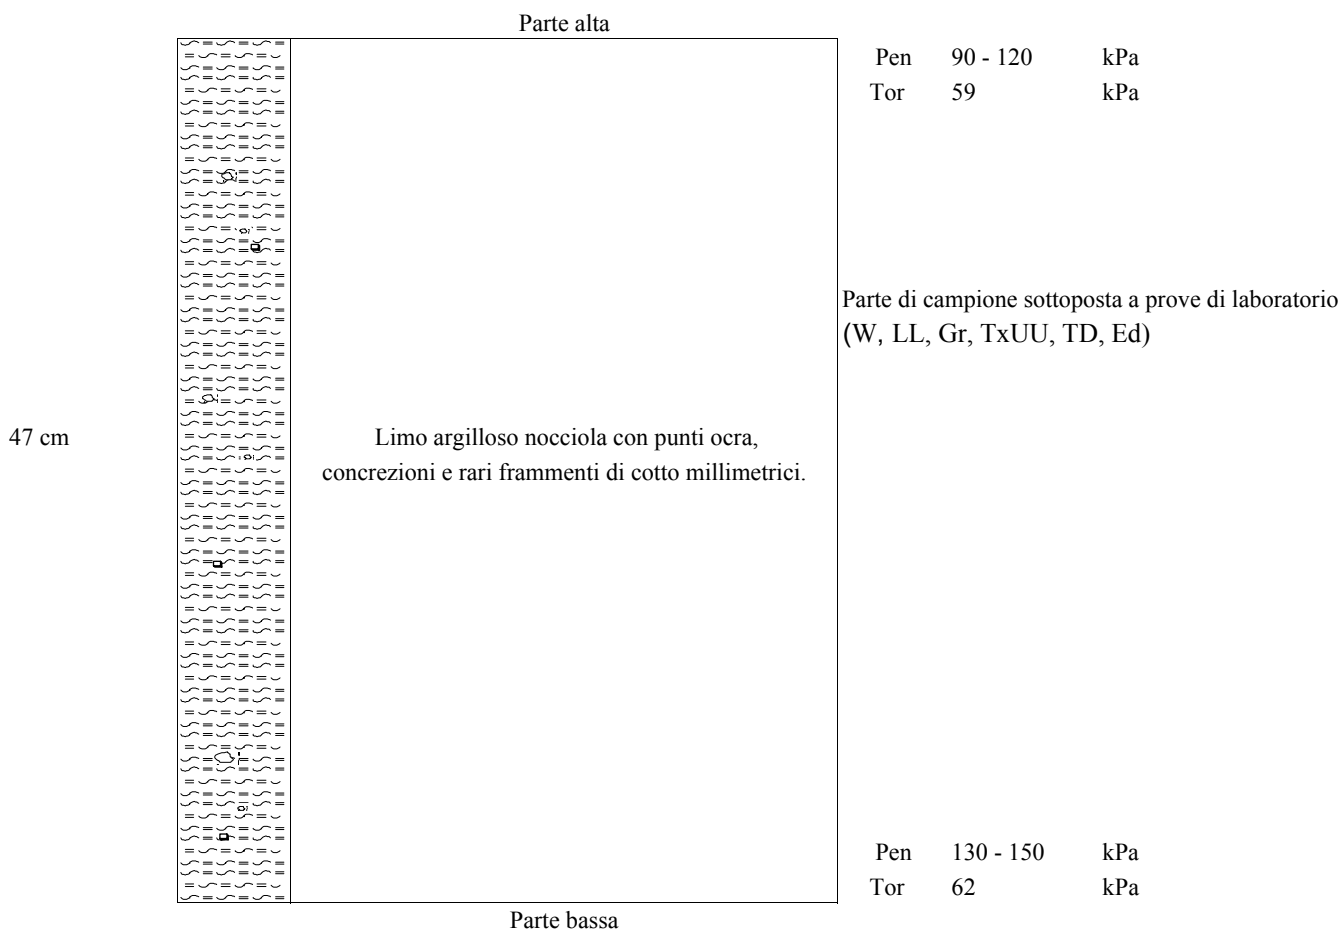 Parte alta
Pen 90 - 120 kPa
Tor 59 kPa
Parte di campione sottoposta a prove di laboratorio
(W, LL, Gr, TxUU, TD, Ed)
47 cm
Limo argilloso nocciola con punti ocra,
concrezioni e rari frammenti di cotto millimetrici.
Pen 130 - 150 kPa
Tor 62 kPa
Parte bassa